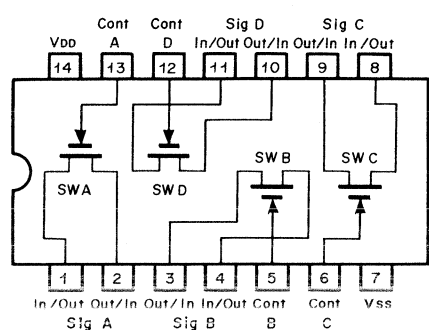 Cont Cont Sig D Sig C
VDD A D In/Out Out/In Out/In In/Out
14 13 12 11 10 9 8
SWB SWC
SWA SWD
1 2 3 4 5 6 7
In/Out Out/In Out/In In/Out Cont Cont VSS
Sig A Sig B B C